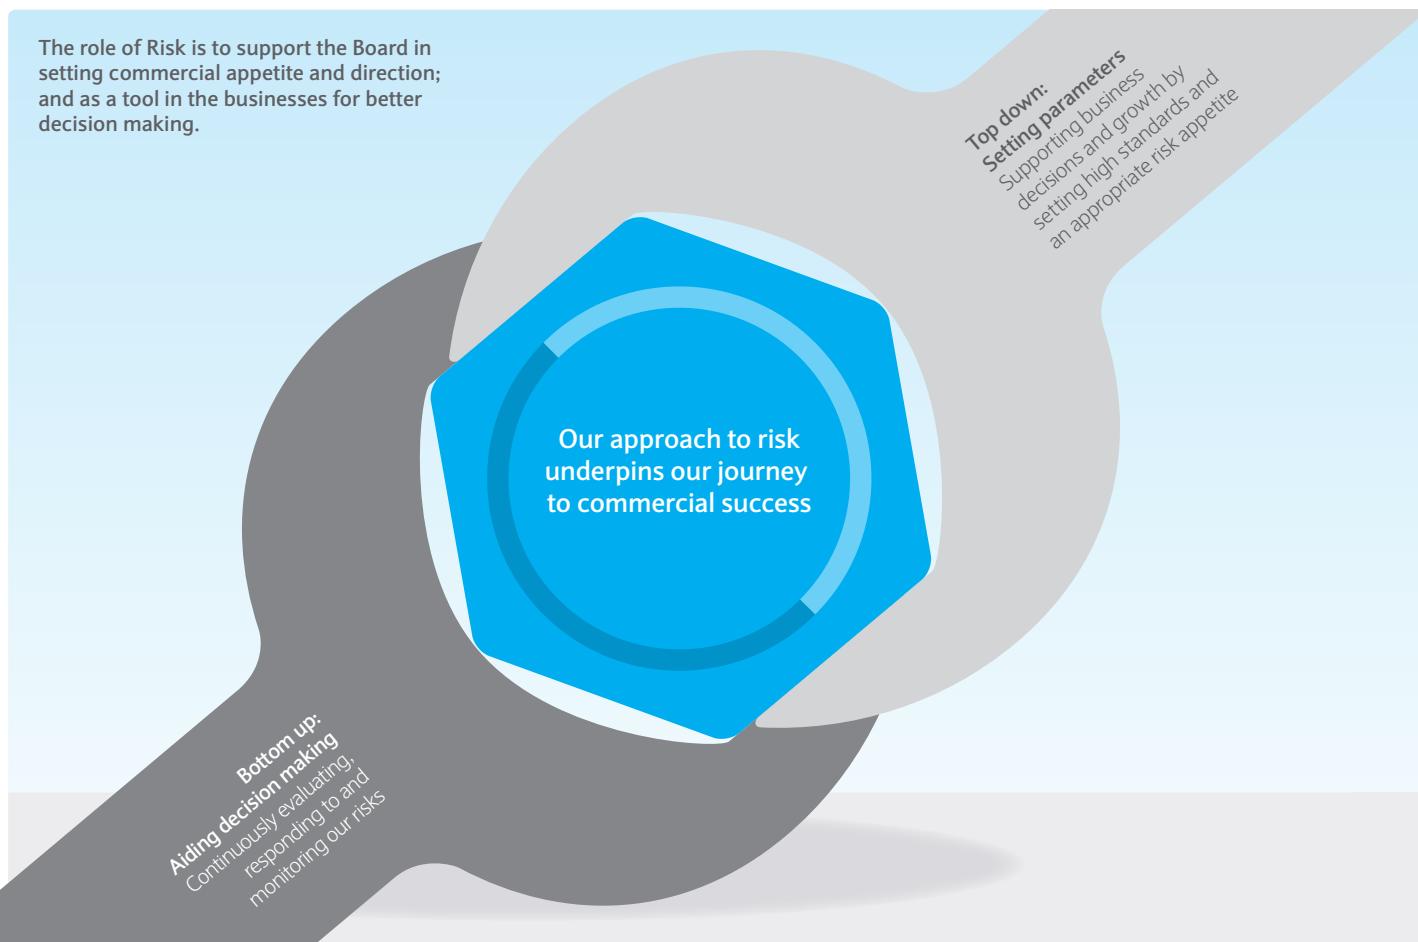 The role of Risk is to support the Board in
setting commercial appetite and direction;
and as a tool in the businesses for better
decision making.
Top down:
Setting parameters
Supporting business
decisions and growth by
setting high standards and
an appropriate risk appetite
Our approach to risk
underpins our journey
to commercial success
Bottom up:
Aiding decision making
Continuously evaluating,
responding to and
monitoring our risks